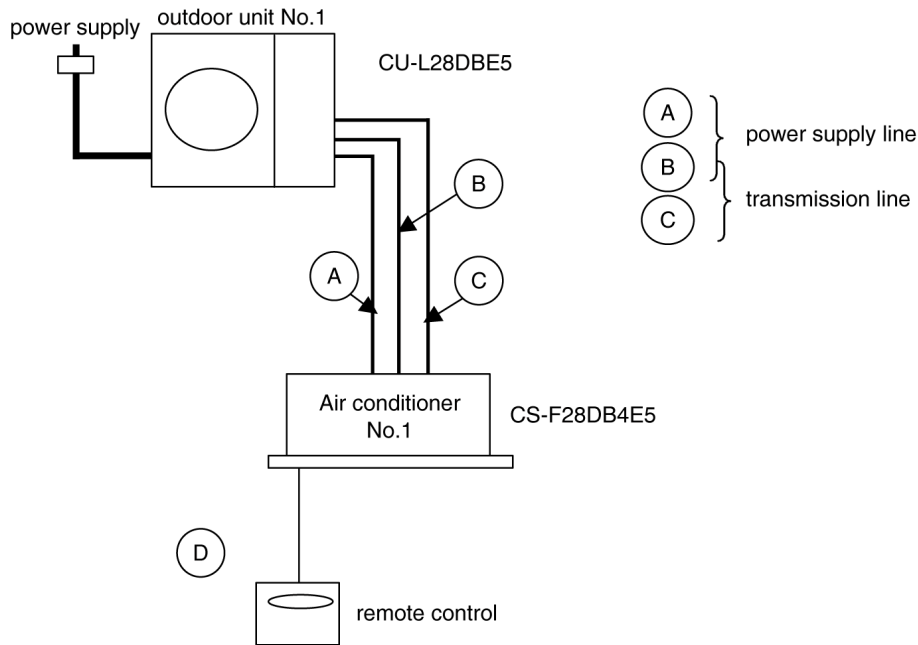 outdoor unit No.1
power supply
CU-L28DBE5
A
power supply line
B
transmission line
C
B
A
C
Air conditioner
No.1
CS-F28DB4E5
D
remote control